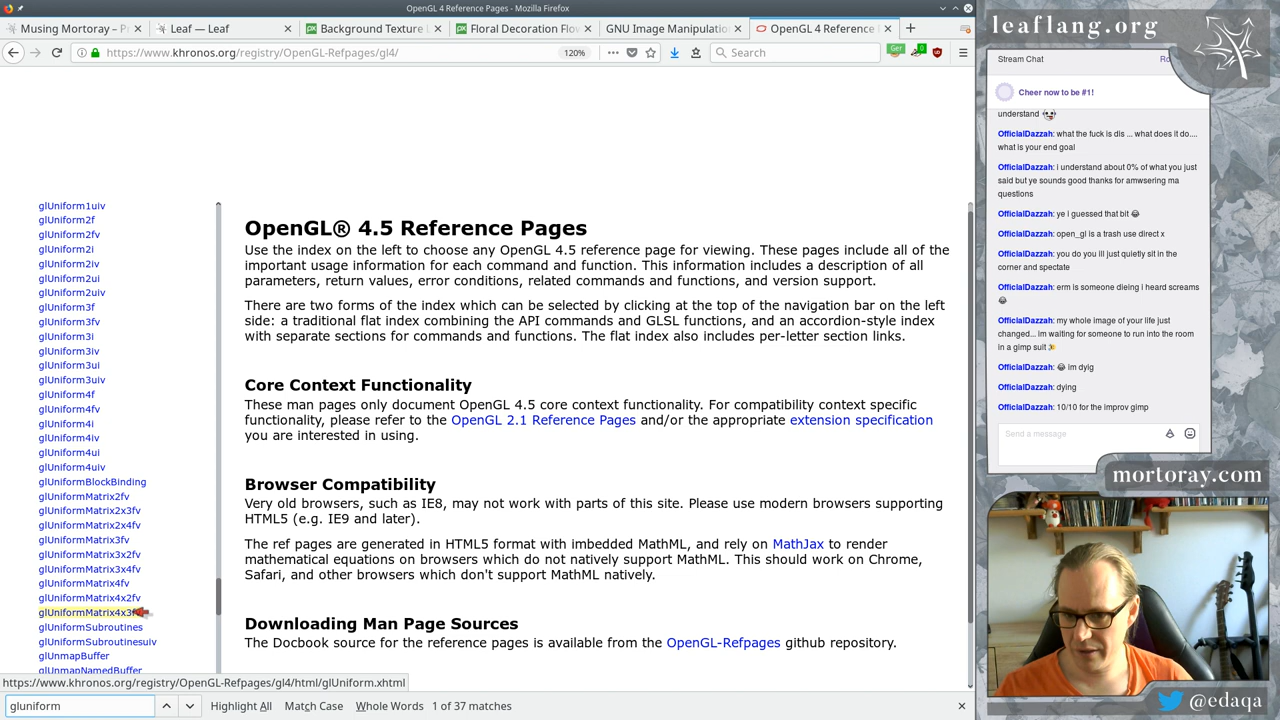 OpenGL 4 Reference Pages - Mozilla Firefox
Musing Mortoray – P
Leaf — Leaf
Background Texture L
Floral Decoration Flow
GNU Image Manipulatio
OpenGL 4 Reference P
https://www.khronos.org/registry/OpenGL-Refpages/gl4/
120%
Search
Ger
0
glUniform1uiv
glUniform2f
glUniform2fv
glUniform2i
glUniform2iv
glUniform2ui
glUniform2uiv
glUniform3f
glUniform3fv
glUniform3i
glUniform3iv
glUniform3ui
glUniform3uiv
glUniform4f
glUniform4fv
glUniform4i
glUniform4iv
glUniform4ui
glUniform4uiv
glUniformBlockBinding
glUniformMatrix2fv
glUniformMatrix2x3fv
glUniformMatrix2x4fv
glUniformMatrix3fv
glUniformMatrix3x2fv
glUniformMatrix3x4fv
glUniformMatrix4fv
glUniformMatrix4x2fv
glUniformMatrix4x3f
glUniformSubroutines
glUniformSubroutinesuiv
glUnmapBuffer
glUnmapNamedBuffer
OpenGL® 4.5 Reference Pages
Use the index on the left to choose any OpenGL 4.5 reference page for viewing. These pages include all of the
important usage information for each command and function. This information includes a description of all
parameters, return values, error conditions, related commands and functions, and version support.
There are two forms of the index which can be selected by clicking at the top of the navigation bar on the left
side: a traditional flat index combining the API commands and GLSL functions, and an accordion-style index
with separate sections for commands and functions. The flat index also includes per-letter section links.
Core Context Functionality
These man pages only document OpenGL 4.5 core context functionality. For compatibility context specific
functionality, please refer to the OpenGL 2.1 Reference Pages and/or the appropriate extension specification
you are interested in using.
Browser Compatibility
Very old browsers, such as IE8, may not work with parts of this site. Please use modern browsers supporting
HTML5 (e.g. IE9 and later).
The ref pages are generated in HTML5 format with imbedded MathML, and rely on MathJax to render
mathematical equations on browsers which do not natively support MathML. This should work on Chrome,
Safari, and other browsers which don't support MathML natively.
Downloading Man Page Sources
The Docbook source for the reference pages is available from the OpenGL-Refpages github repository.
https://www.khronos.org/registry/OpenGL-Refpages/gl4/html/glUniform.xhtml
gluniform
Highlight All
Match Case
Whole Words
1 of 37 matches
leaflang.org
Stream Chat
Ro
Cheer now to be #1!
understand
OfficialDazzah: what the fuck is dis ... what does it do....
what is your end goal
OfficialDazzah: i understand about 0% of what you just
said but ye sounds good thanks for amwsering ma
questions
OfficialDazzah: ye i guessed that bit 😂
OfficialDazzah: open_gl is a trash use direct x
OfficialDazzah: you do you ill just quietly sit in the
corner and spectate
OfficialDazzah: erm is someone dieing i heard screams
😂
OfficialDazzah: my whole image of your life just
changed... im waiting for someone to run into the room
in a gimp suit
OfficialDazzah: 😂 im dyig
OfficialDazzah: dying
OfficialDazzah: 10/10 for the improv gimp
Send a message
mortoray.com
@edaqa